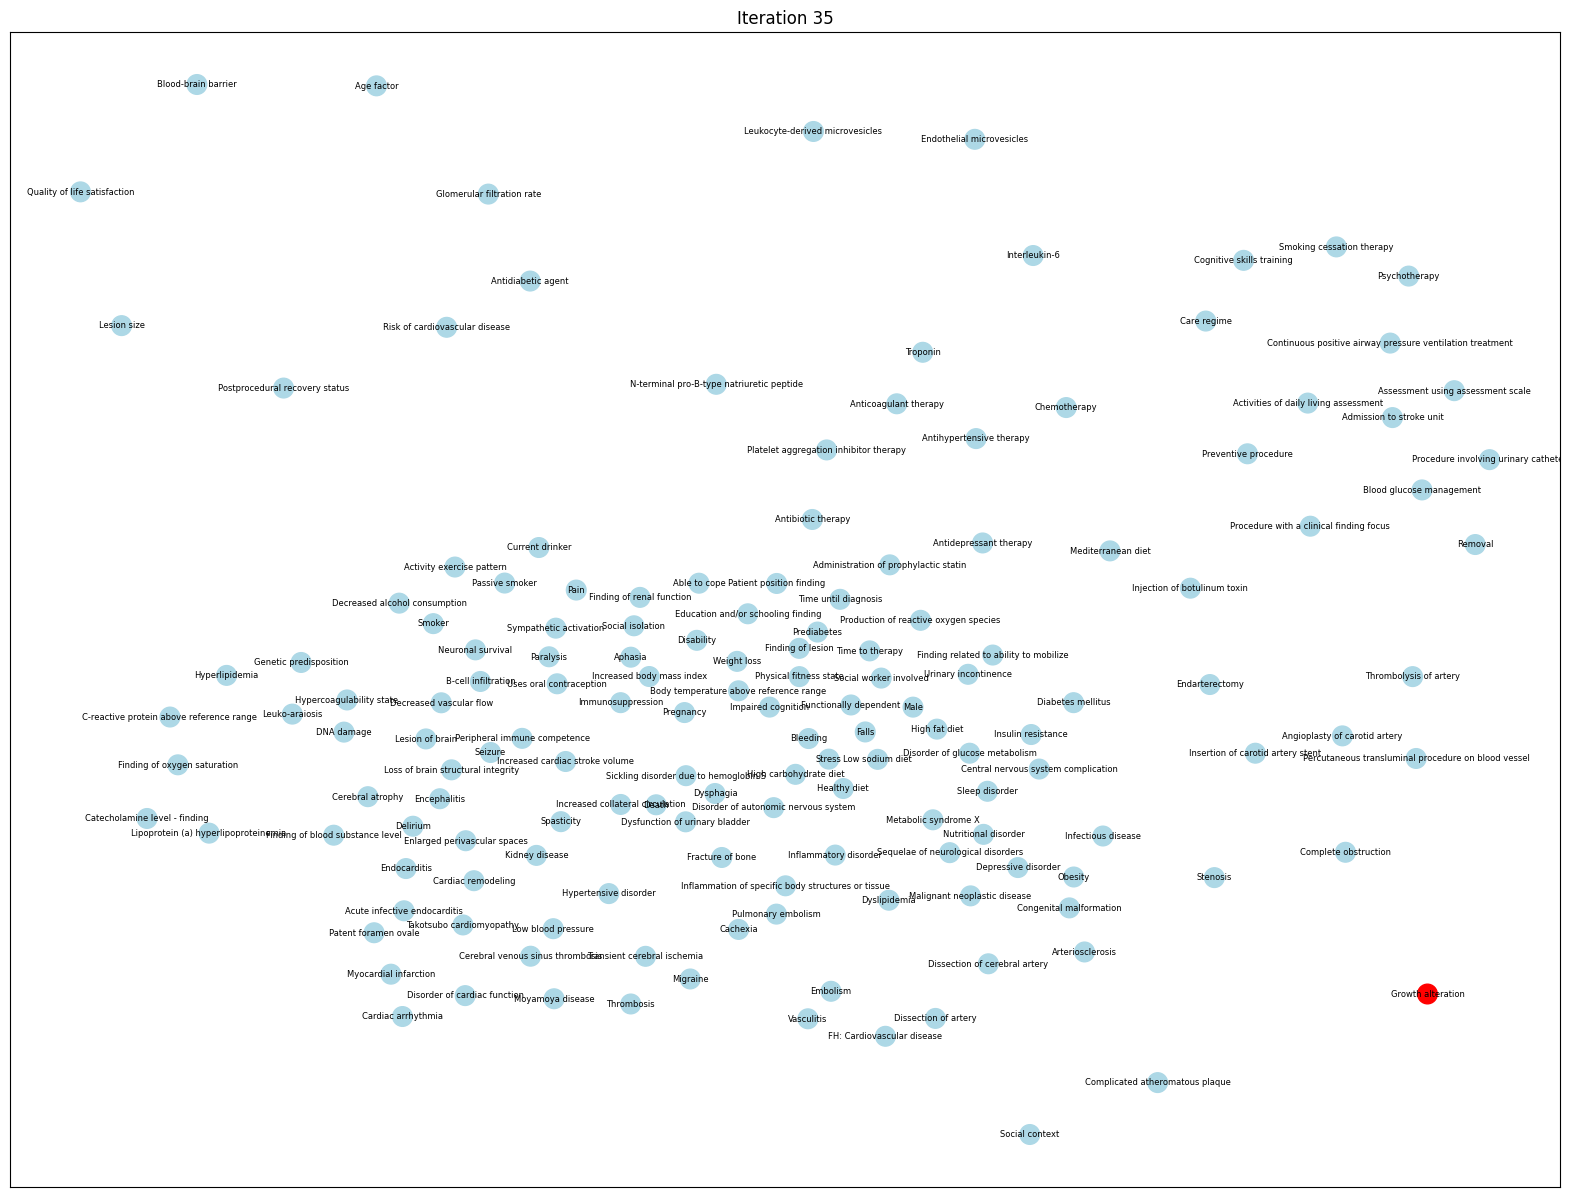 Iteration 35
Blood-brain barrier
Age factor
Leukocyte-derived microvesicles
Endothelial microvesicles
Quality of life satisfaction
Glomerular filtration rate
Smoking cessation therapy
Interleukin-6
Cognitive skills training
Psychotherapy
Antidiabetic agent
Care regime
Lesion size
Risk of cardiovascular disease
Continuous positive airway pressure ventilation treatment
Troponin
N-terminal pro-B-type natriuretic peptide
Postprocedural recovery status
Assessment using assessment scale
Anticoagulant therapy
Activities of daily living assessment
Chemotherapy
Admission to stroke unit
Antihypertensive therapy
Platelet aggregation inhibitor therapy
Preventive procedure
Procedure involving urinary cathete
Blood glucose management
Antibiotic therapy
Procedure with a clinical finding focus
Antidepressant therapy
Removal
Current drinker
Mediterranean diet
Administration of prophylactic statin
Activity exercise pattern
Passive smoker
Able to cope
Patient position finding
Injection of botulinum toxin
Pain
Finding of renal function
Time until diagnosis
Decreased alcohol consumption
Education and/or schooling finding
Production of reactive oxygen species
Smoker
Sympathetic activation
Social isolation
Prediabetes
Disability
Neuronal survival
Finding of lesion
Time to therapy
Finding related to ability to mobilize
Paralysis
Aphasia
Genetic predisposition
Weight loss
Hyperlipidemia
Increased body mass index
Physical fitness state
Social worker involved
Urinary incontinence
Thrombolysis of artery
B-cell infiltration
Uses oral contraception
Endarterectomy
Body temperature above reference range
Hypercoagulability state
Decreased vascular flow
Immunosuppression
Diabetes mellitus
Functionally dependent
Impaired cognition
Male
Pregnancy
Leuko-araiosis
C-reactive protein above reference range
High fat diet
DNA damage
Falls
Insulin resistance
Lesion of brain
Peripheral immune competence
Bleeding
Angioplasty of carotid artery
Seizure
Disorder of glucose metabolism
Insertion of carotid artery stent
Increased cardiac stroke volume
Stress
Low sodium diet
Percutaneous transluminal procedure on blood vessel
Finding of oxygen saturation
Loss of brain structural integrity
Central nervous system complication
Sickling disorder due to hemoglobin S
High carbohydrate diet
Healthy diet
Sleep disorder
Dysphagia
Cerebral atrophy
Encephalitis
Increased collateral circulation
Death
Disorder of autonomic nervous system
Catecholamine level - finding
Metabolic syndrome X
Spasticity
Dysfunction of urinary bladder
Delirium
Lipoprotein (a) hyperlipoproteinemia
Finding of blood substance level
Nutritional disorder
Infectious disease
Enlarged perivascular spaces
Complete obstruction
Sequelae of neurological disorders
Kidney disease
Fracture of bone
Inflammatory disorder
Endocarditis
Depressive disorder
Obesity
Stenosis
Cardiac remodeling
Inflammation of specific body structures or tissue
Hypertensive disorder
Malignant neoplastic disease
Dyslipidemia
Congenital malformation
Acute infective endocarditis
Pulmonary embolism
Takotsubo cardiomyopathy
Low blood pressure
Cachexia
Patent foramen ovale
Arteriosclerosis
Cerebral venous sinus thrombosis
Transient cerebral ischemia
Dissection of cerebral artery
Myocardial infarction
Migraine
Embolism
Growth alteration
Disorder of cardiac function
Moyamoya disease
Thrombosis
Cardiac arrhythmia
Vasculitis
Dissection of artery
FH: Cardiovascular disease
Complicated atheromatous plaque
Social context